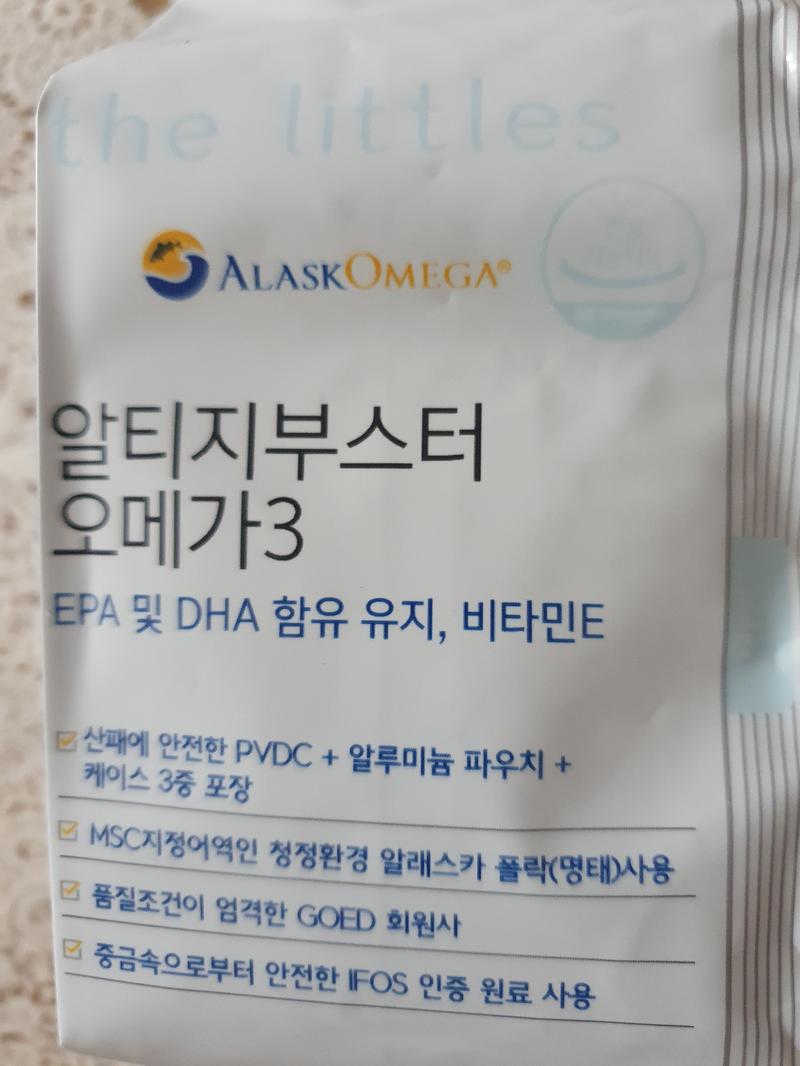 the littles
ALASKOMEGA®
알티지부스터
오메가3
EPA 및 DHA 함유 유지, 비타민E
산패에 안전한 PVDC + 알루미늄 파우치 +
케이스 3중 포장
MSC지정어역인 청정환경 알래스카 폴락(명태)사용
품질조건이 엄격한 GOED 회원사
중금속으로부터 안전한 IFOS 인증 원료 사용